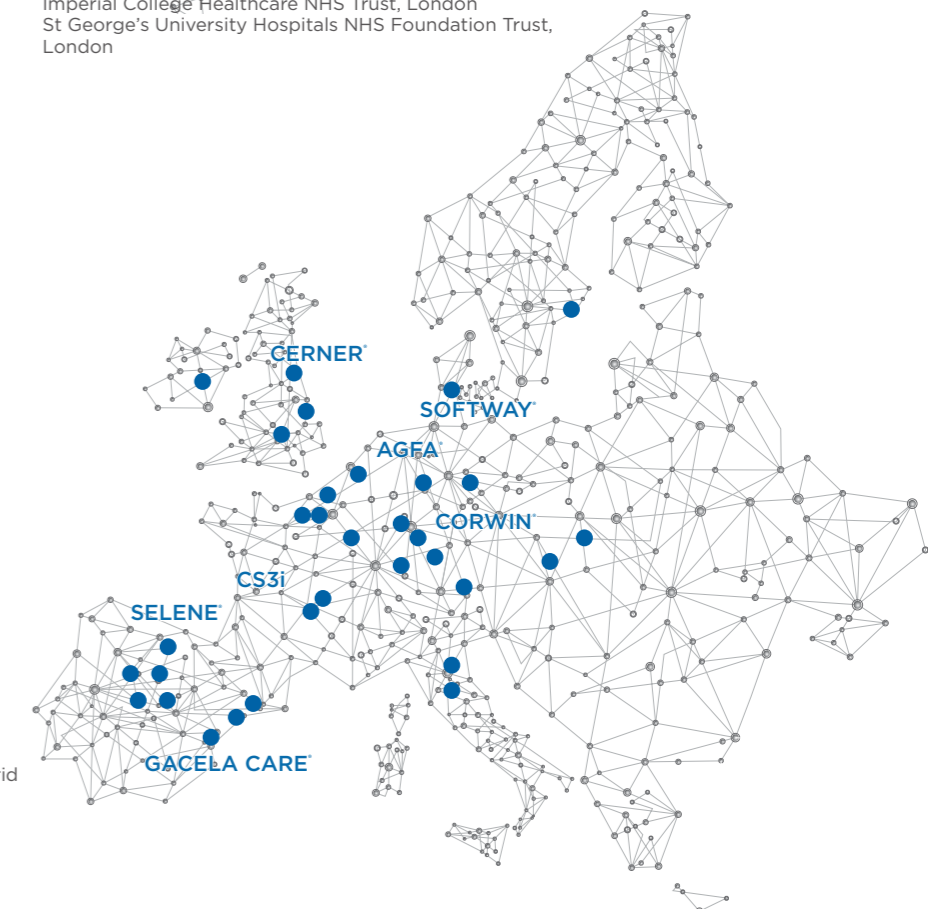 Imperial College Healthcare NHS Trust, London
St George’s University Hospitals NHS Foundation Trust,
London
CERNER®
SOFTWAY®
AGFA®
CORWIN®
CS3i
SELENE®
GACELA CARE®
id